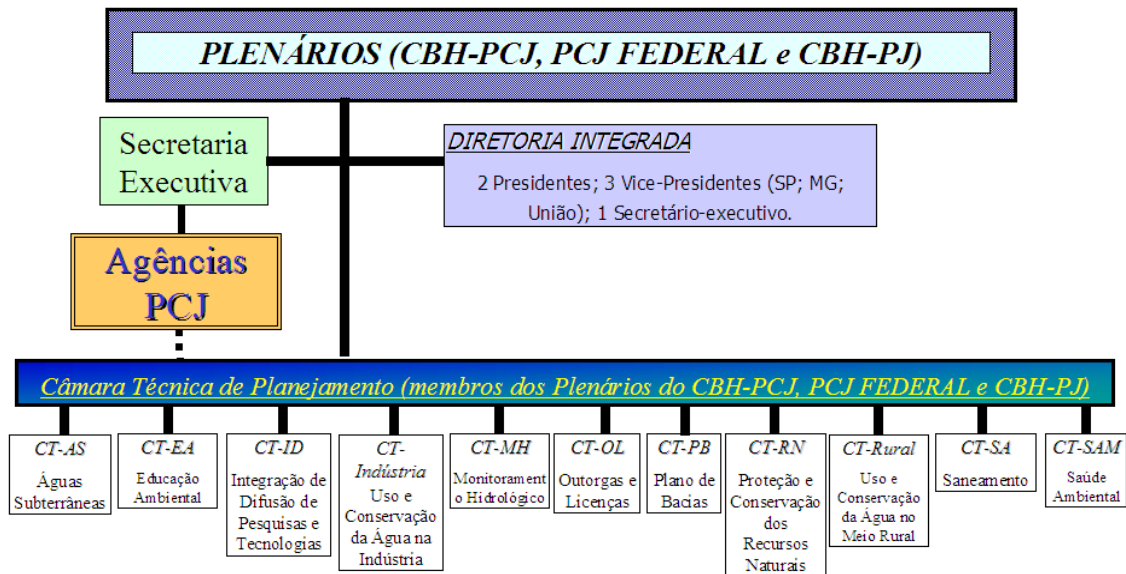 PLENÁRIOS (CBH-PCJ, PCJ FEDERAL e CBH-PJ)
Secretaria
Executiva
DIRETORIA INTEGRADA
2 Presidentes; 3 Vice-Presidentes (SP; MG;
União); 1 Secretário-executivo.
Agências
PCJ
Câmara Técnica de Planejamento (membros dos Plenários do CBH-PCJ, PCJ FEDERAL e CBH-PJ)
CT-AS
Águas
Subterrâneas
CT-EA
Educação
Ambiental
CT-ID
Integração de
Difusão de
Pesquisas e
Tecnologias
CT-
Indústria
Uso e
Conservação
da Água na
Indústria
CT-MH
Monitorament
o Hidrológico
CT-OL
Outorgas e
Licenças
CT-PB
Plano de
Bacias
CT-RN
Proteção e
Conservação
dos
Recursos
Naturais
CT-Rural
Uso e
Conservação
da Água no
Meio Rural
CT-SA
Saneamento
CT-SAM
Saúde
Ambiental